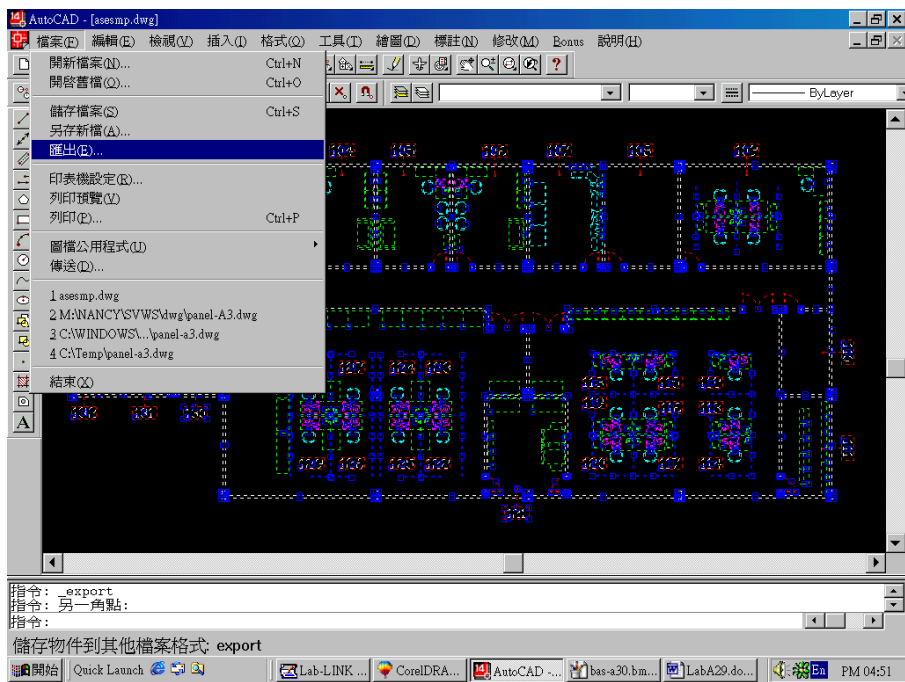 AutoCAD - [asesmp.dwg]
檔案(F) 編輯(E) 檢視(V) 插入(I) 格式(O) 工具(T) 繪圖(D) 標註(N) 修改(M) Bonus 說明(H)
開新檔案(N)... Ctrl+N
開啓舊檔(O)... Ctrl+O
ByLayer
儲存檔案(S) Ctrl+S
另存新檔(A)...
匯出(E)...
印表機設定(R)...
列印預覽(V)
列印(P)... Ctrl+P
圖檔公用程式(U)
傳送(D)...
1 asesmp.dwg
2 M:\NANCY\SVWS\dwg\panel-A3.dwg
3 C:\WINDOWS\...\panel-a3.dwg
4 C:\Temp\panel-a3.dwg
結束(X)
A
指令: _export
指令: 另一角點:
指令:
儲存物件到其他檔案格式: export
開始 Quick Launch Lab-LINK ... CorelDRA... AutoCAD -... bas-a30.bm... LabA29.do... En PM 04:51